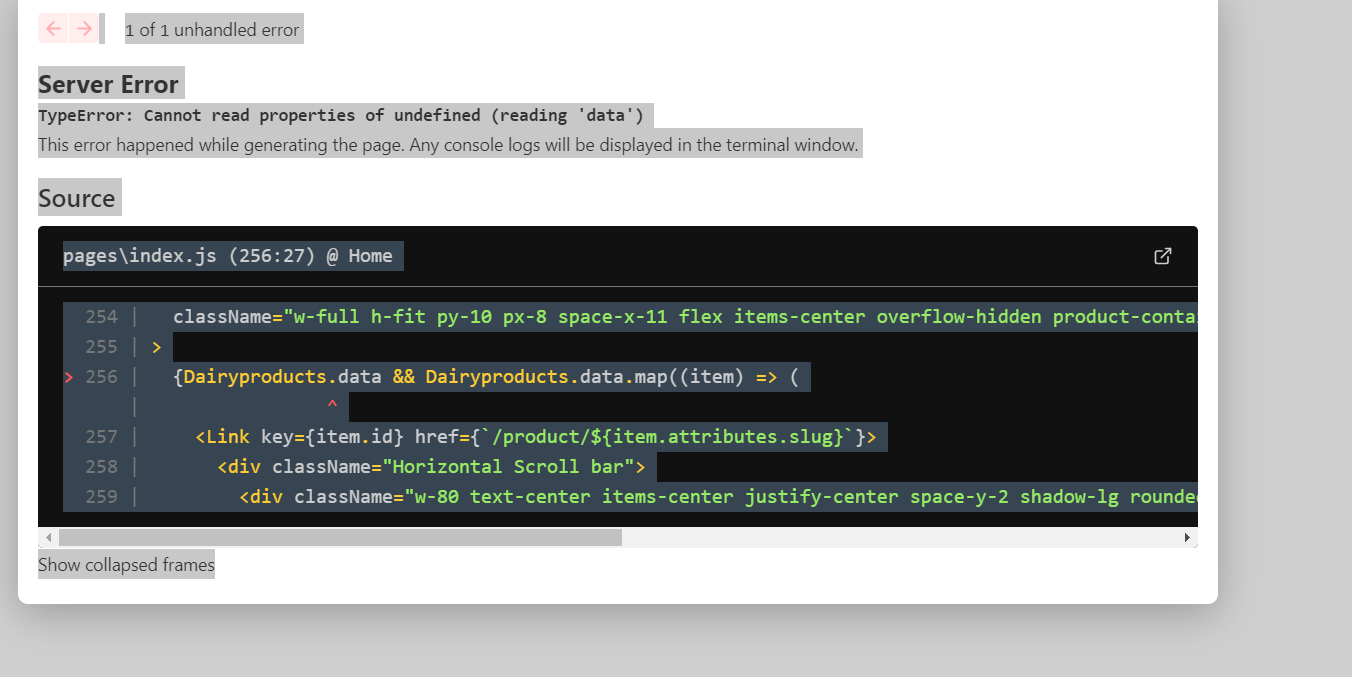 1 of 1 unhandled error
Server Error
TypeError: Cannot read properties of undefined (reading 'data')
This error happened while generating the page. Any console logs will be displayed in the terminal window.
Source
pages\index.js (256:27) @ Home
254 | className="w-full h-fit py-10 px-8 space-x-11 flex items-center overflow-hidden product-conta
255 | >
> 256 | {Dairyproducts.data && Dairyproducts.data.map((item) => (
| ^
257 | <Link key={item.id} href={`/product/${item.attributes.slug}`}>
258 | <div className="Horizontal Scroll bar">
259 | <div className="w-80 text-center items-center justify-center space-y-2 shadow-lg rounde
Show collapsed frames